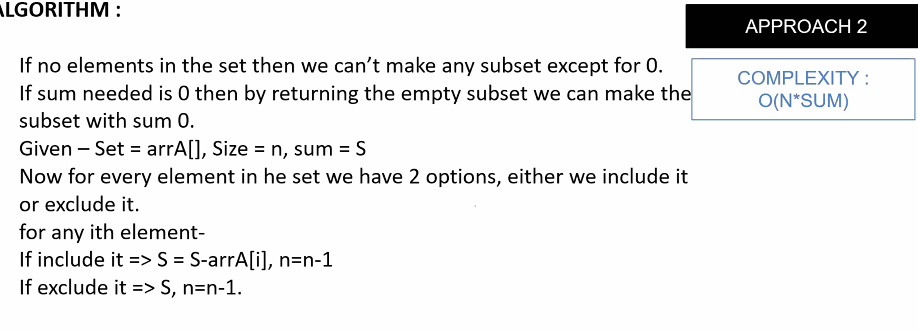 ALGORITHM :
APPROACH 2
If no elements in the set then we can't make any subset except for 0.
If sum needed is 0 then by returning the empty subset we can make the
subset with sum 0.
COMPLEXITY :
O(N*SUM)
Given – Set = arrA[], Size = n, sum = S
Now for every element in he set we have 2 options, either we include it
or exclude it.
for any ith element-
If include it => S = S-arrA[i], n=n-1
If exclude it => S, n=n-1.